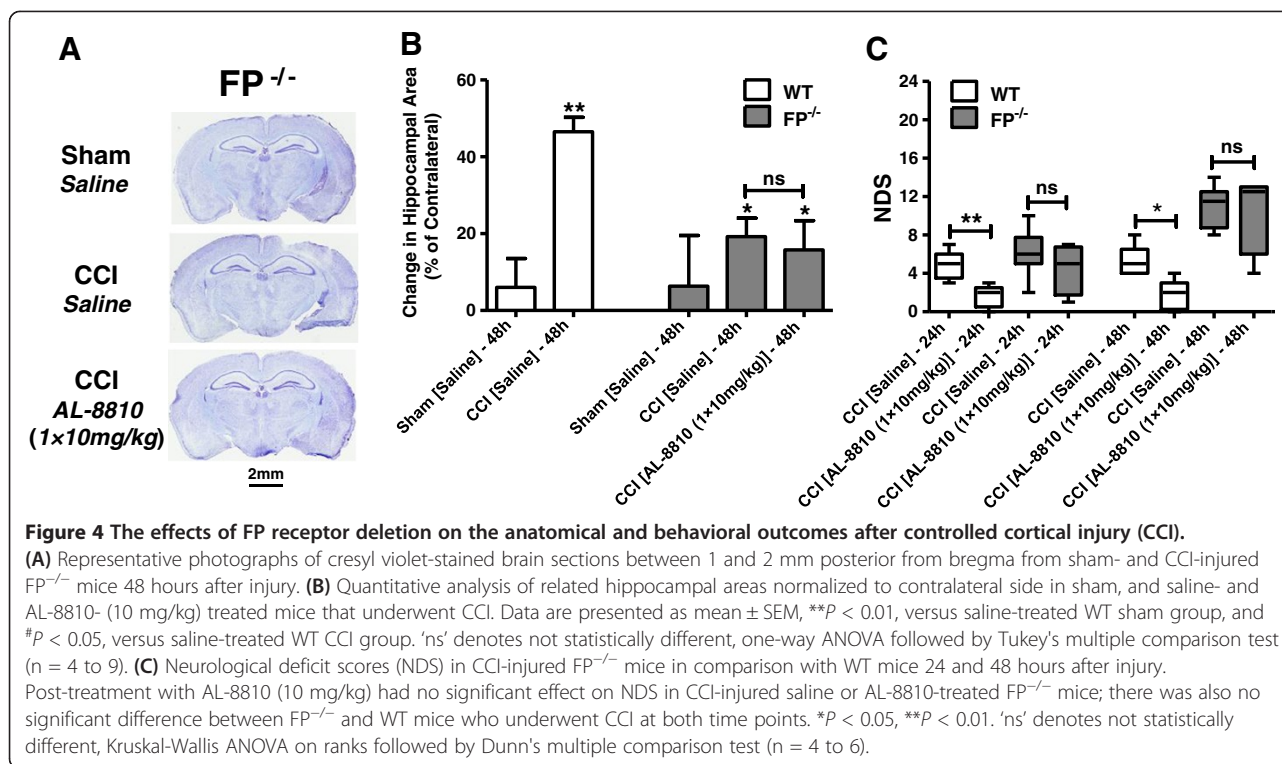 A
FP -/-
Sham
Saline
CCI
Saline
CCI
AL-8810
(1×10mg/kg)
2mm
B
Change in Hippocampal Area
(% of Contralateral)
60
40
20
0
WT
FP-/-
**
*
ns
*
Sham [Saline] - 48h
CCI [Saline] - 48h
Sham [Saline] - 48h
CCI [Saline] - 48h
CCI [AL-8810 (1×10mg/kg)] - 48h
C
NDS
24
20
16
12
8
4
0
WT
FP-/-
**
ns
*
ns
CCI [Saline] - 24h
CCI [AL-8810 (1×10mg/kg)] - 24h
CCI [Saline] - 24h
CCI [AL-8810 (1×10mg/kg)] - 24h
CCI [Saline] - 48h
CCI [AL-8810 (1×10mg/kg)] - 48h
CCI [Saline] - 48h
CCI [AL-8810 (1×10mg/kg)] - 48h
Figure 4 The effects of FP receptor deletion on the anatomical and behavioral outcomes after controlled cortical injury (CCI).
(A) Representative photographs of cresyl violet-stained brain sections between 1 and 2 mm posterior from bregma from sham- and CCI-injured
FP−/− mice 48 hours after injury. (B) Quantitative analysis of related hippocampal areas normalized to contralateral side in sham, and saline- and
AL-8810- (10 mg/kg) treated mice that underwent CCI. Data are presented as mean ± SEM, **P < 0.01, versus saline-treated WT sham group, and
#P < 0.05, versus saline-treated WT CCI group. ‘ns’ denotes not statistically different, one-way ANOVA followed by Tukey's multiple comparison test
(n = 4 to 9). (C) Neurological deficit scores (NDS) in CCI-injured FP−/− mice in comparison with WT mice 24 and 48 hours after injury.
Post-treatment with AL-8810 (10 mg/kg) had no significant effect on NDS in CCI-injured saline or AL-8810-treated FP−/− mice; there was also no
significant difference between FP−/− and WT mice who underwent CCI at both time points. *P < 0.05, **P < 0.01. ‘ns’ denotes not statistically
different, Kruskal-Wallis ANOVA on ranks followed by Dunn's multiple comparison test (n = 4 to 6).